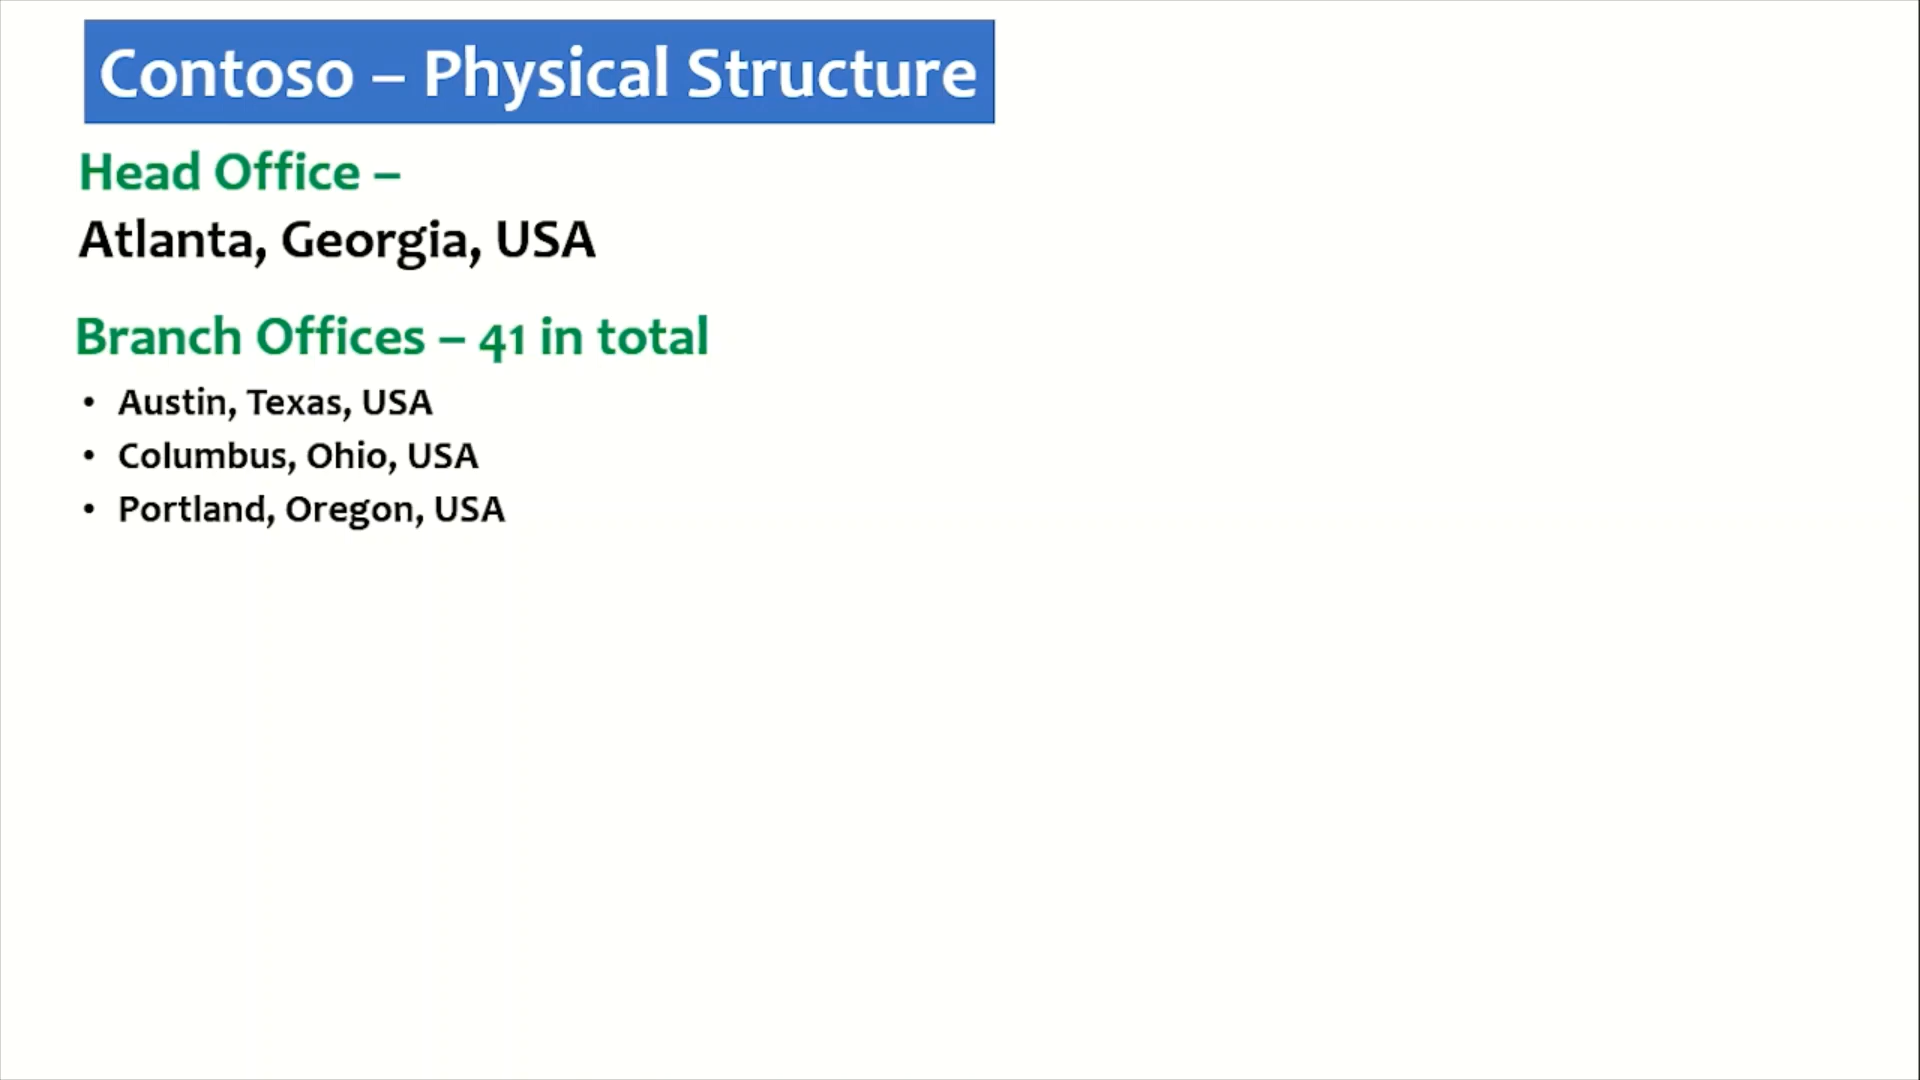 Contoso – Physical Structure
Head Office –
Atlanta, Georgia, USA
Branch Offices – 41 in total
• Austin, Texas, USA
• Columbus, Ohio, USA
• Portland, Oregon, USA